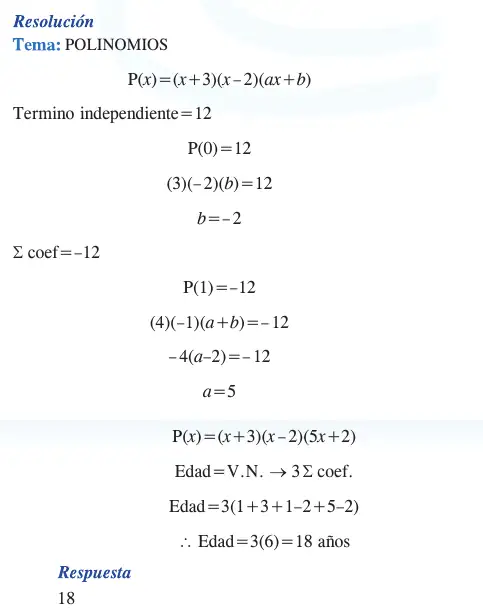 Resolución
Tema: POLINOMIOS
P(x)=(x+3)(x–2)(ax+b)
Termino independiente=12
P(0)=12
(3)(–2)(b)=12
b=–2
Σ coef=–12
P(1)=–12
(4)(–1)(a+b)=–12
–4(a–2)=–12
a=5
P(x)=(x+3)(x–2)(5x+2)
Edad=V.N. → 3 Σ coef.
Edad=3(1+3+1–2+5–2)
∴ Edad=3(6)=18 años
Respuesta
18